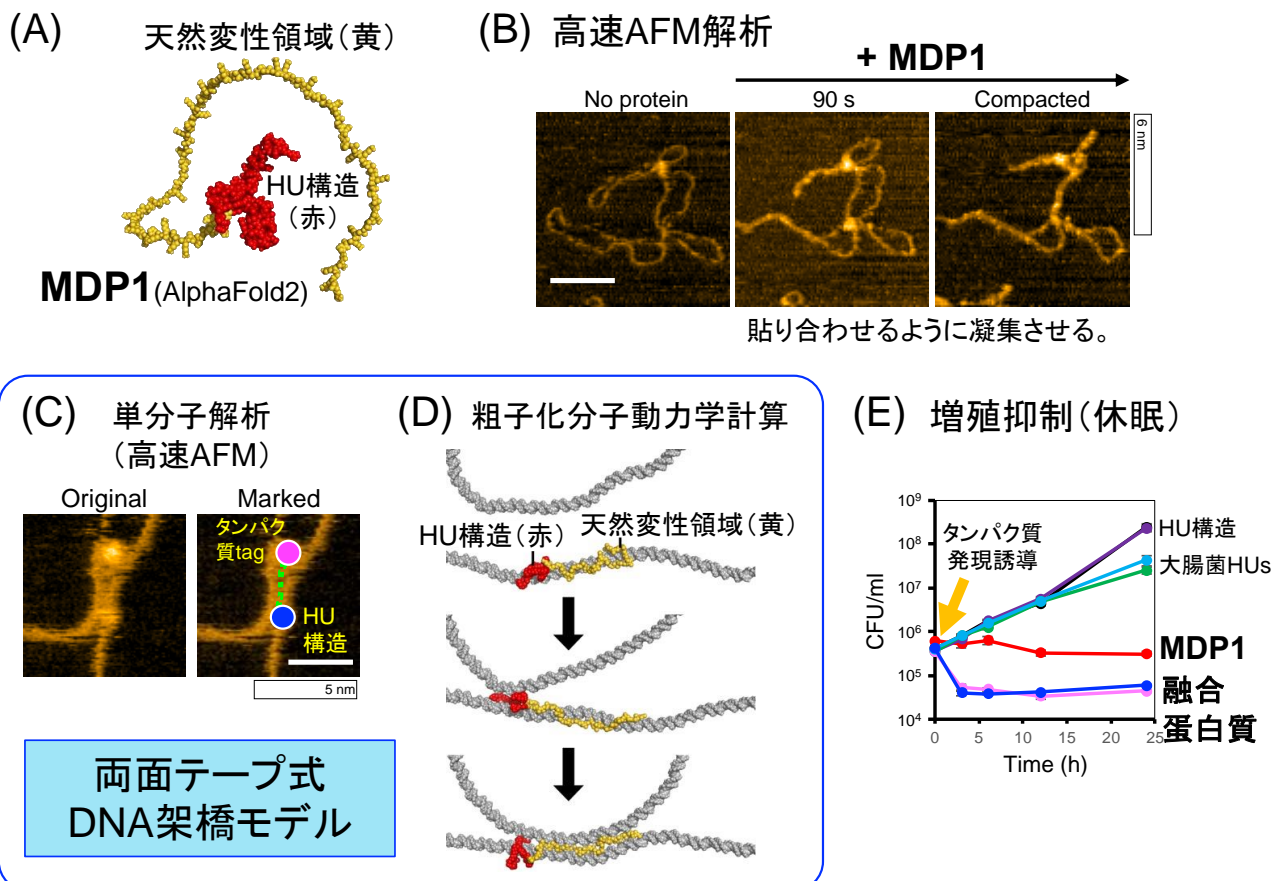 (A)
天然変性領域(黄)
HU構造
(赤)
MDP1(AlphaFold2)
(B) 高速AFM解析
+ MDP1
No protein
90 s
Compacted
6 nm
貼り合わせるように凝集させる。
(C) 単分子解析
(高速AFM)
Original
Marked
タンパク
質tag
HU
構造
5 nm
両面テープ式
DNA架橋モデル
(D) 粗子化分子動力学計算
HU構造(赤)
天然変性領域(黄)
(E) 増殖抑制(休眠)
CFU/ml
10⁹
10⁸
10⁷
10⁶
10⁵
10⁴
タンパク質
発現誘導
HU構造
大腸菌HUs
MDP1
融合
蛋白質
0 5 10 15 20 25
Time (h)